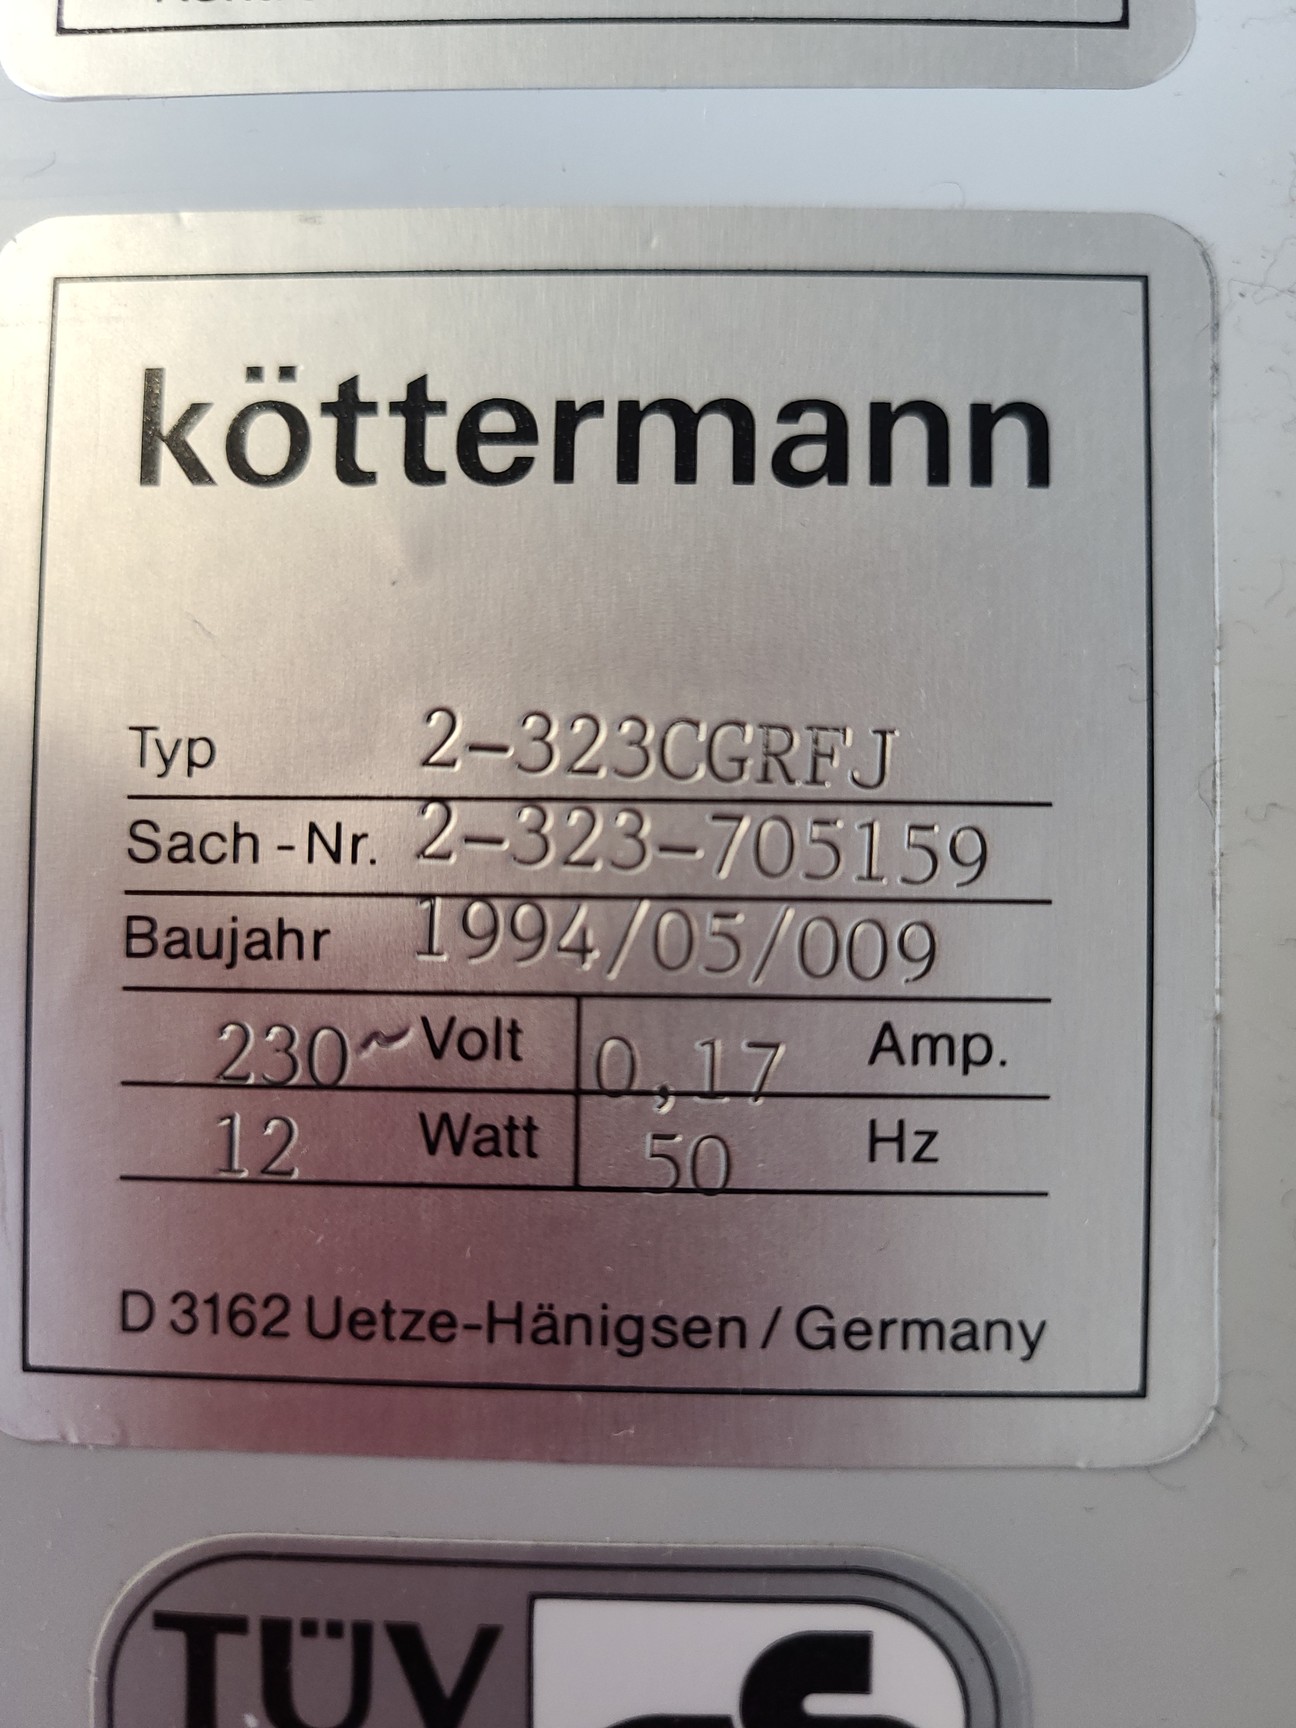 köttermann
Typ 2-323CGRFJ
Sach-Nr. 2-323-705159
Baujahr 1994/05/009
230~ Volt 0,17 Amp.
12 Watt 50 Hz
D 3162 Uetze-Hänigsen / Germany
TÜV